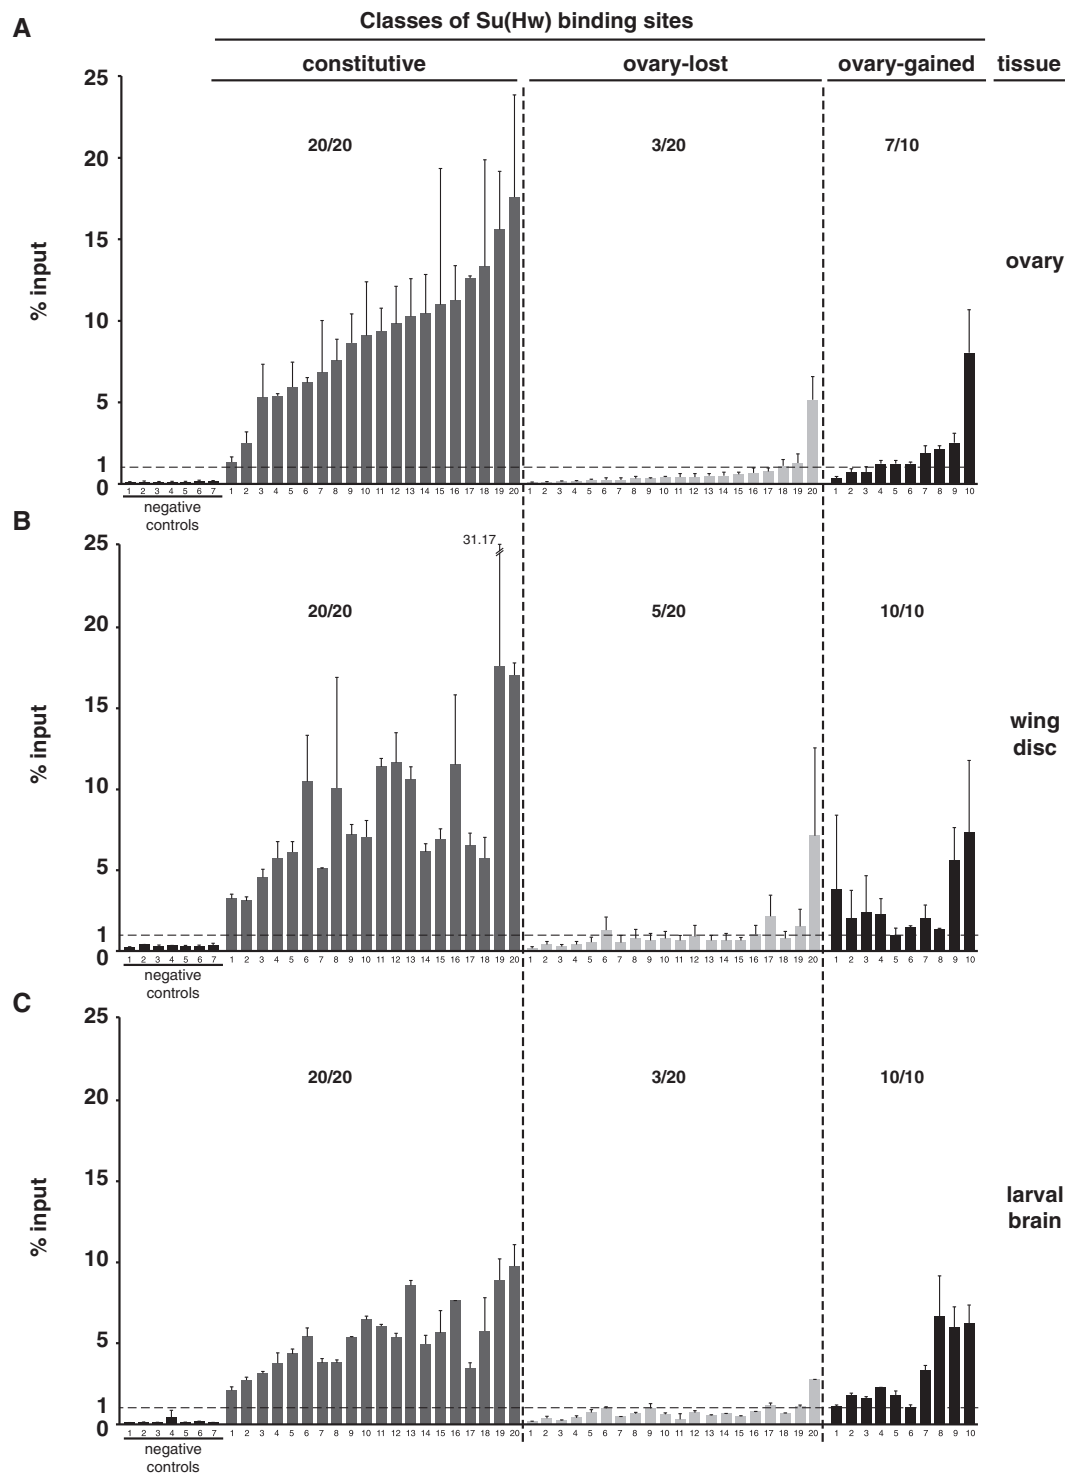 A
Classes of Su(Hw) binding sites
constitutive ovary-lost ovary-gained tissue
25
20/20 3/20 7/10
20
15
ovary
% input
10
5
1
0
1 2 3 4 5 6 7 1 2 3 4 5 6 7 8 9 10 11 12 13 14 15 16 17 18 19 20 1 2 3 4 5 6 7 8 9 10 11 12 13 14 15 16 17 18 19 20 1 2 3 4 5 6 7 8 9 10
negative
controls
B
25
31.17
20/20 5/20 10/10
20
15
wing
disc
% input
10
5
1
0
1 2 3 4 5 6 7 1 2 3 4 5 6 7 8 9 10 11 12 13 14 15 16 17 18 19 20 1 2 3 4 5 6 7 8 9 10 11 12 13 14 15 16 17 18 19 20 1 2 3 4 5 6 7 8 9 10
negative
controls
C
25
20/20 3/20 10/10
20
15
larval
brain
% input
10
5
1
0
1 2 3 4 5 6 7 1 2 3 4 5 6 7 8 9 10 11 12 13 14 15 16 17 18 19 20 1 2 3 4 5 6 7 8 9 10 11 12 13 14 15 16 17 18 19 20 1 2 3 4 5 6 7 8 9 10
negative
controls